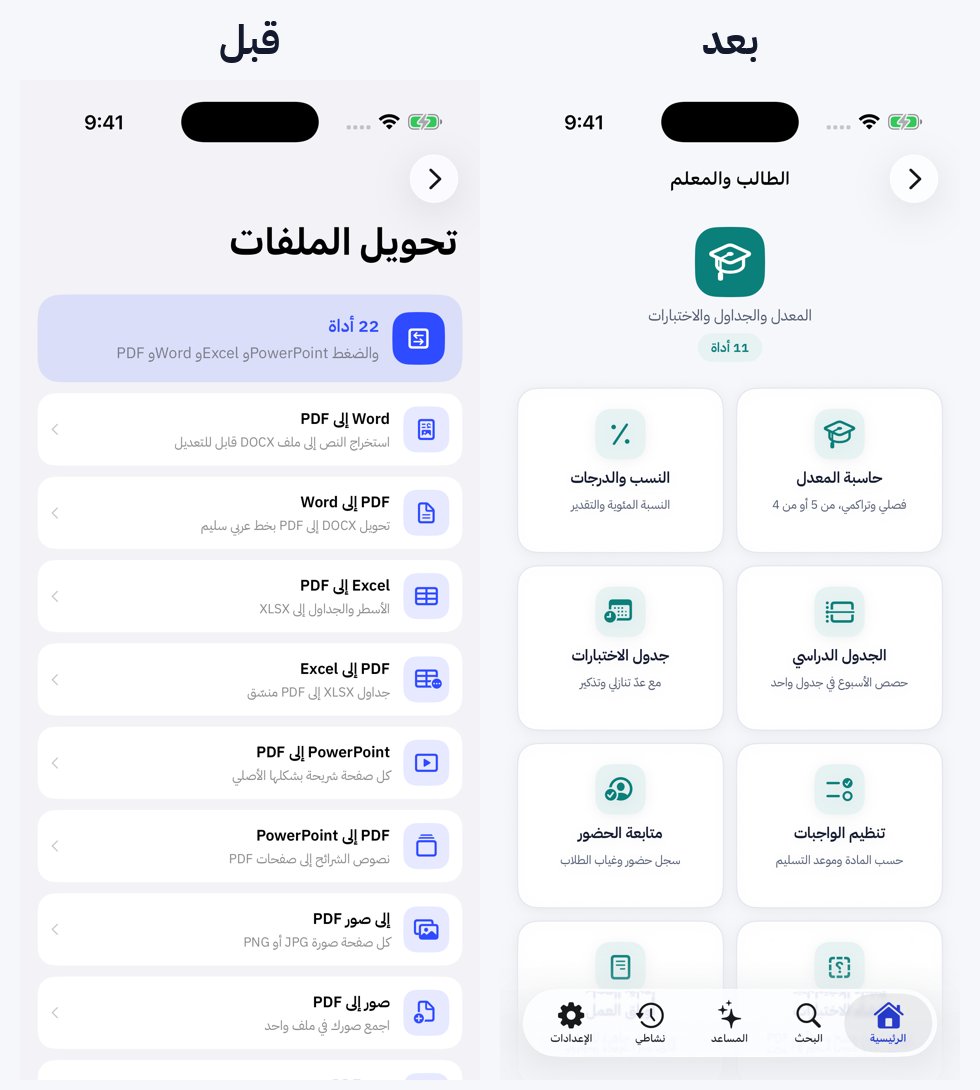 قبل
9:41
تحويل الملفات
22 أداة
والضغط PowerPointو Excelو Wordو PDF
Word إلى PDF
استخراج النص إلى ملف DOCX قابل للتعديل
PDF إلى Word
تحويل DOCX إلى PDF بخط عربي سليم
Excel إلى PDF
الأسطر والجداول إلى XLSX
PDF إلى Excel
جداول XLSX إلى PDF منسّق
PowerPoint إلى PDF
كل صفحة شريحة بشكلها الأصلي
PDF إلى PowerPoint
نصوص الشرائح إلى صفحات PDF
إلى صور PDF
كل صفحة صورة JPG أو PNG
صور إلى PDF
اجمع صورك في ملف واحد
بعد
9:41
الطالب والمعلم
المعدل والجداول والاختبارات
11 أداة
حاسبة المعدل
فصلي وتراكمي، من 5 أو من 4
النسب والدرجات
النسبة المئوية والتقدير
الجدول الدراسي
حصص الأسبوع في جدول واحد
جدول الاختبارات
مع عدّ تنازلي وتذكير
تنظيم الواجبات
حسب المادة وموعد التسليم
متابعة الحضور
سجل حضور وغياب الطلاب
الرئيسية
البحث
المساعد
نشاطي
الإعدادات